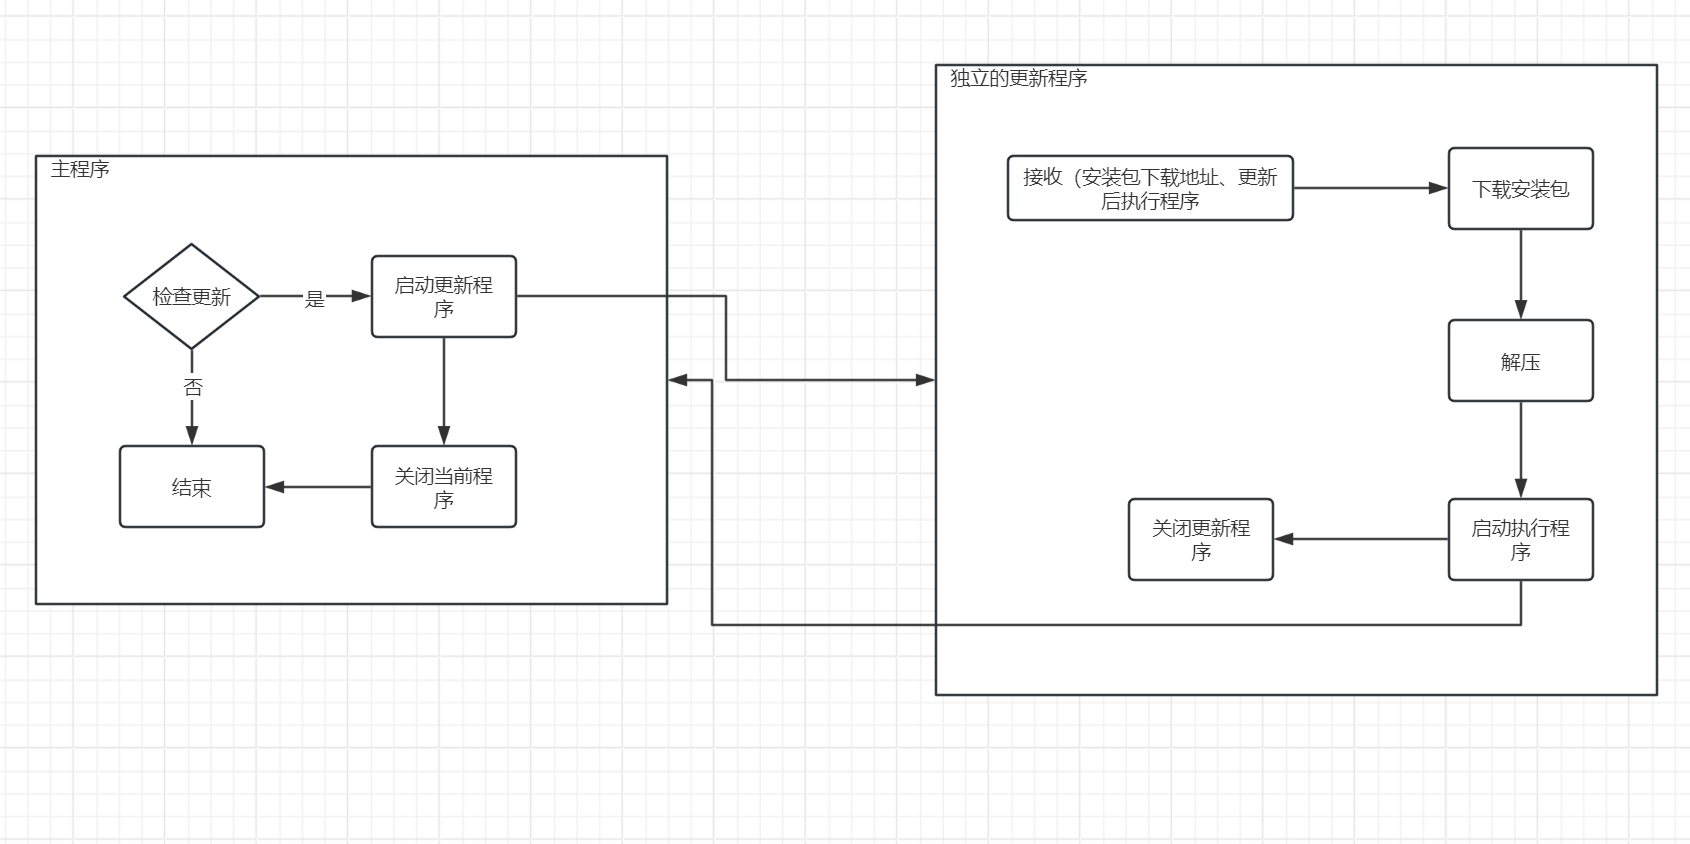 主程序
检查更新
是
启动更新程
序
否
结束
关闭当前程
序
独立的更新程序
接收（安装包下载地址、更新
后执行程序
下载安装包
解压
启动执行程
序
关闭更新程
序